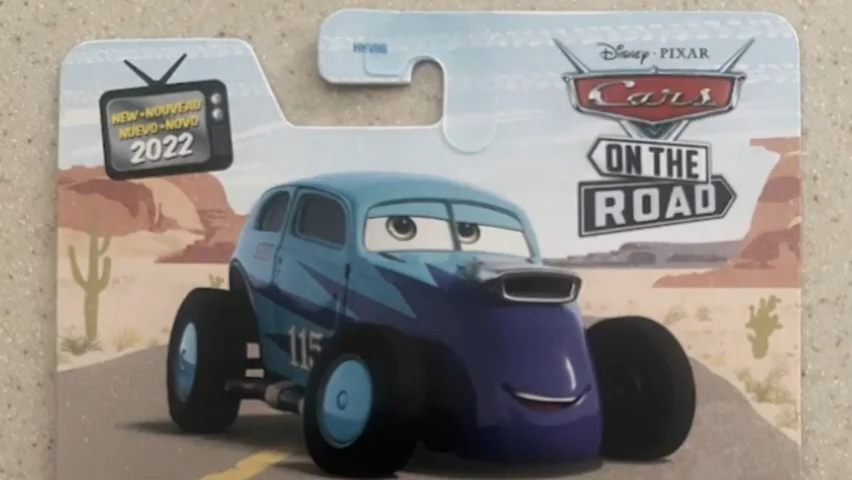 HHV86
NEW • NOUVEAU
NUEVO • NOVO
2022
Disney • PIXAR
Cars
ON THE
ROAD
115